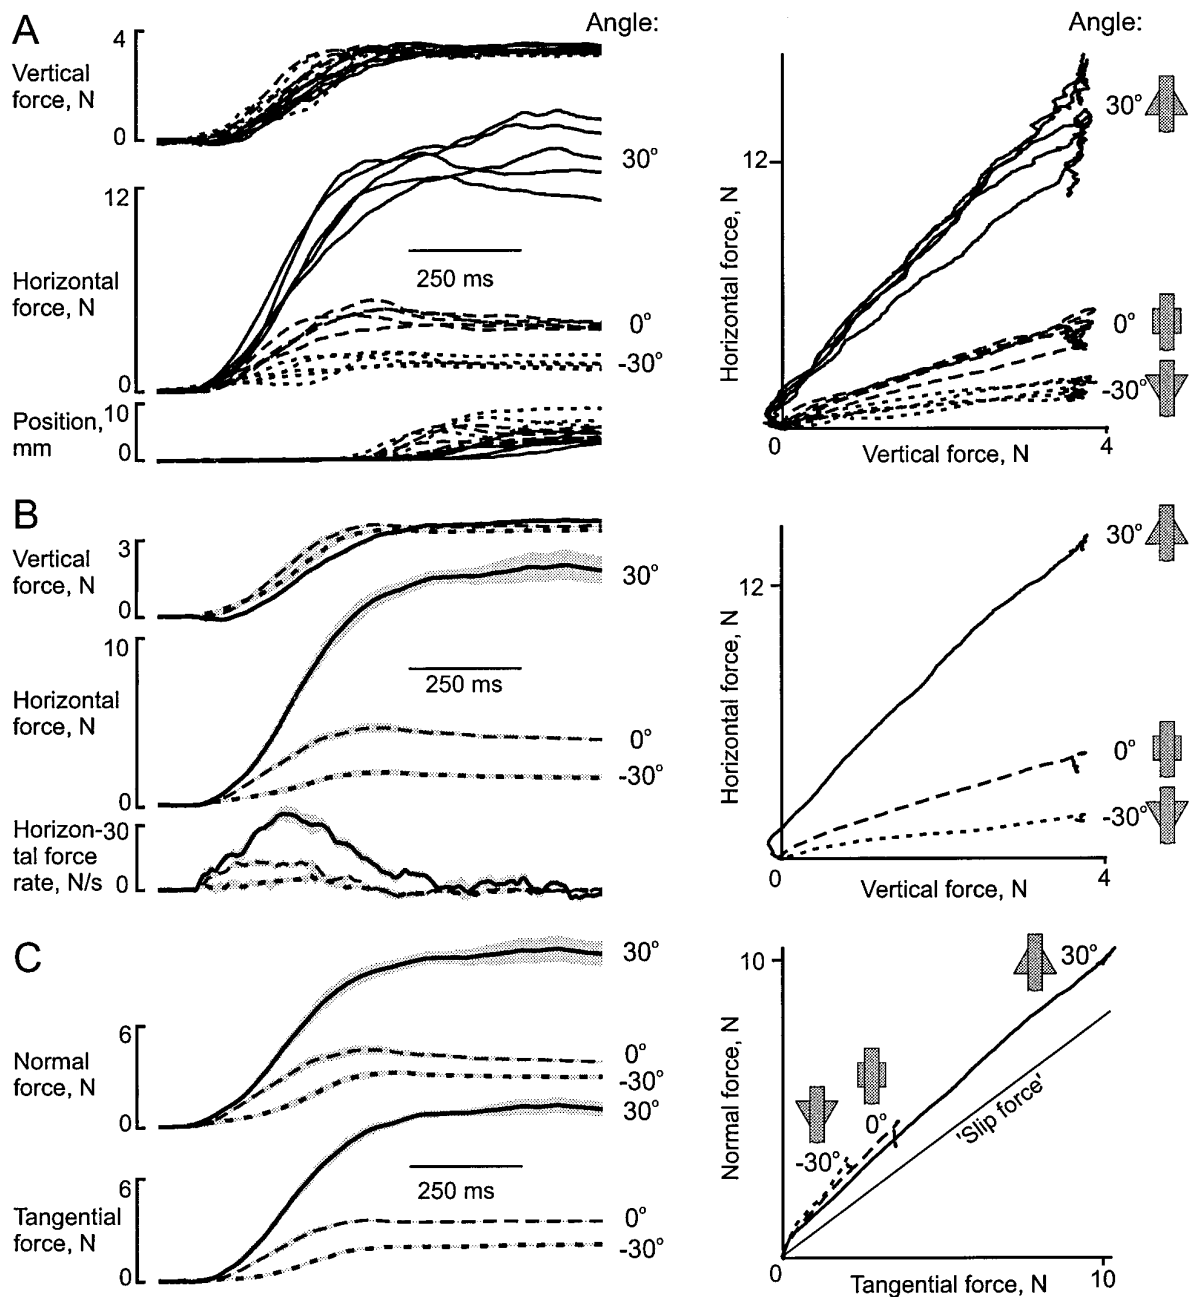 A
Angle:
Angle:
4
Vertical
force, N
0
30°
12
Horizontal
force, N
0
250 ms
0°
-30°
10
Position,
mm
0
Horizontal force, N
12
30°
0°
-30°
0
4
Vertical force, N
B
3
Vertical
force, N
0
30°
10
Horizontal
force, N
0
250 ms
0°
-30°
Horizon-30
tal force
rate, N/s
0
Horizontal force, N
12
30°
0°
-30°
0
4
Vertical force, N
C
30°
6
Normal
force, N
0
0°
-30°
30°
250 ms
6
Tangential
force, N
0
0°
-30°
Normal force, N
10
30°
0°
-30°
'Slip force'
0
10
Tangential force, N